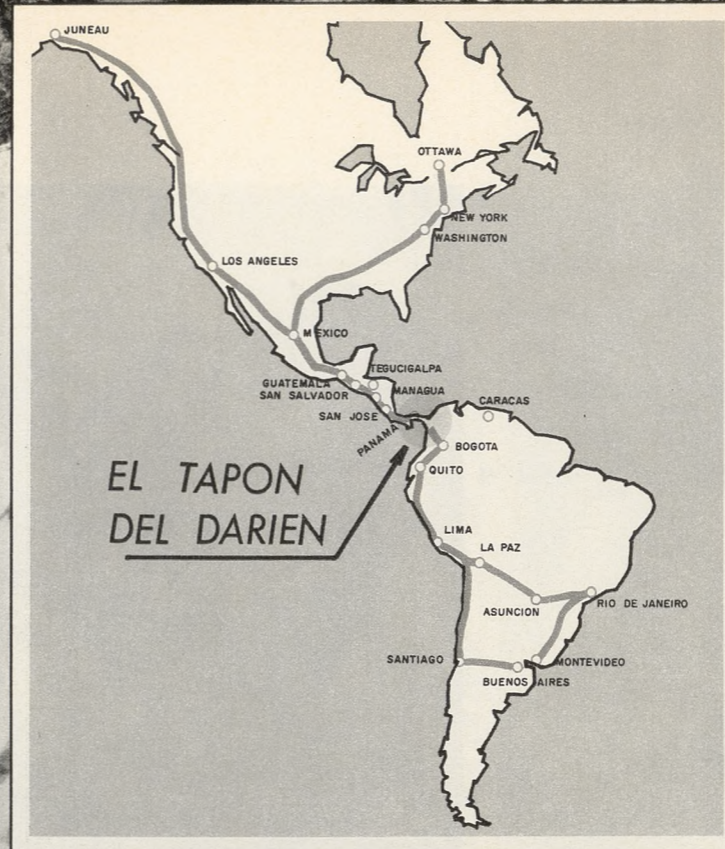 JUNEAU
OTTAWA
NEW YORK
WASHINGTON
LOS ANGELES
MEXICO
TEGUCIGALPA
GUATEMALA
MANAGUA
SAN SALVADOR
CARACAS
SAN JOSE
PANAMA
BOGOTA
QUITO
EL TAPON
DEL DARIEN
LIMA
LA PAZ
ASUNCION
RIO DE JANEIRO
SANTIAGO
MONTEVIDEO
BUENOS AIRES